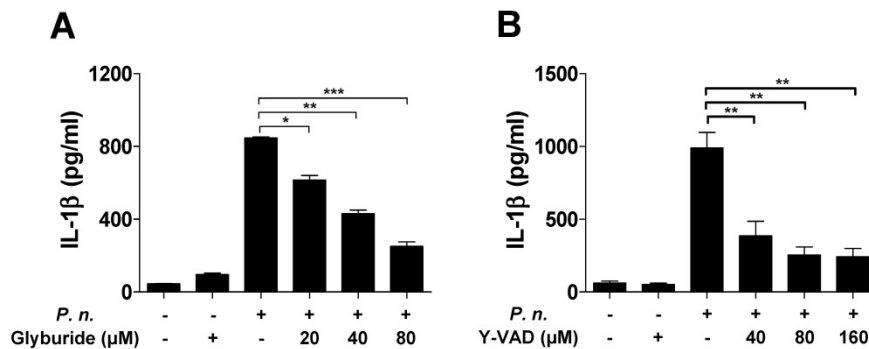 A
IL-1β (pg/ml)
1200
800
400
0
***
**
*
P. n. - - + + + +
Glyburide (μM) - + - 20 40 80
B
IL-1β (pg/ml)
1500
1000
500
0
**
**
**
P. n. - - + + + +
Y-VAD (μM) - + - 40 80 160